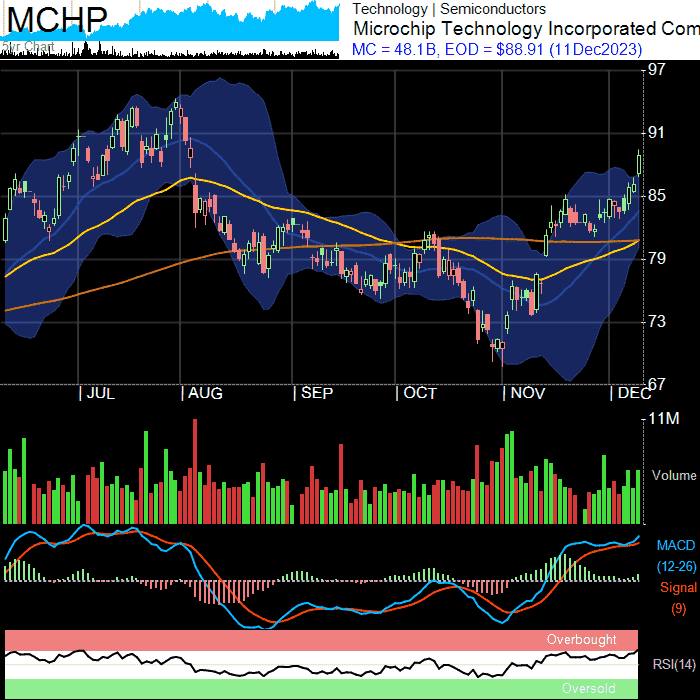 MCHP
5yr Chart
Technology | Semiconductors
Microchip Technology Incorporated Com
MC = 48.1B, EOD = $88.91 (11Dec2023)
97
91
85
79
73
67
JUL
AUG
SEP
OCT
NOV
DEC
11M
Volume
MACD
(12-26)
Signal
(9)
Overbought
RSI(14)
Oversold